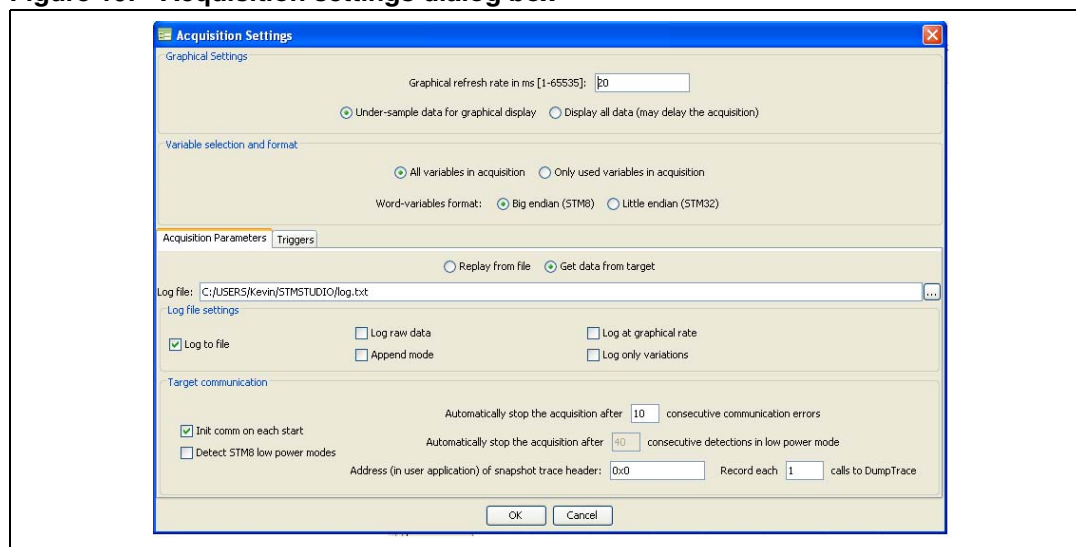 Acquisition Settings
Graphical Settings
Graphical refresh rate in ms [1-65535]: 20
Under-sample data for graphical display Display all data (may delay the acquisition)
Variable selection and format
All variables in acquisition Only used variables in acquisition
Word-variables format: Big endian (STM8) Little endian (STM32)
Acquisition Parameters Triggers
Replay from file Get data from target
Log file: C:/USERS/Kevin/STMSTUDIO/log.txt ...
Log file settings
Log to file
Log raw data Log at graphical rate
Append mode Log only variations
Target communication
Automatically stop the acquisition after 10 consecutive communication errors
Init comm on each start
Automatically stop the acquisition after 40 consecutive detections in low power mode
Detect STM8 low power modes
Address (in user application) of snapshot trace header: 0x0 Record each 1 calls to DumpTrace
OK Cancel